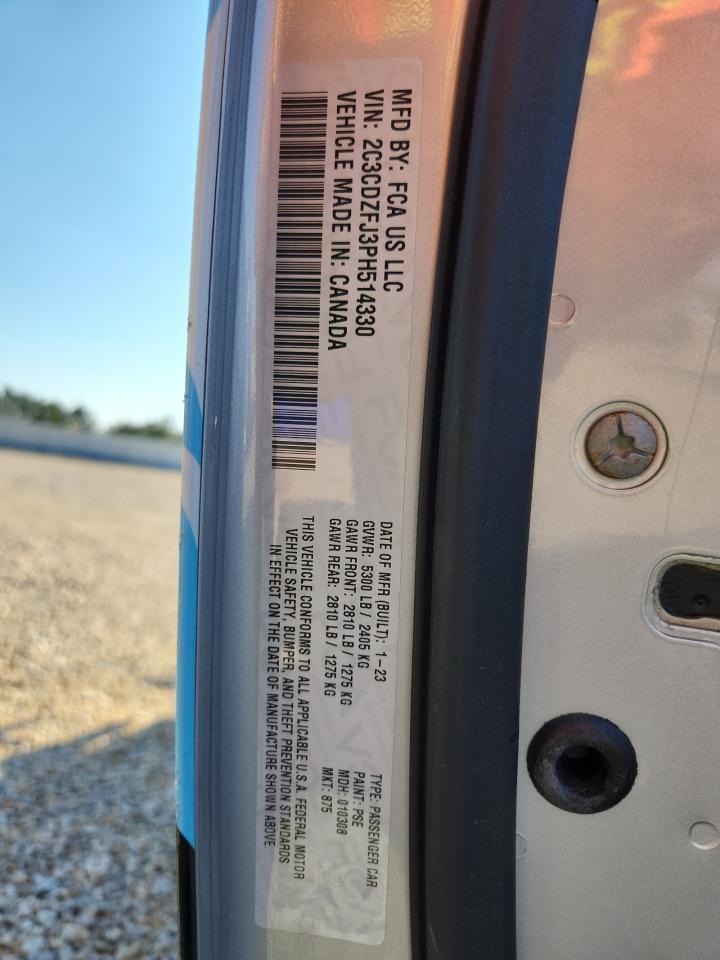 MFD BY: FCA US LLC
VIN: 2C3CDZFJ3PH514330
VEHICLE MADE IN: CANADA
DATE OF MFR (BUILT): 1-23
GVWR: 5300 LB / 2405 KG
GAWR FRONT: 2810 LB / 1275 KG
GAWR REAR: 2810 LB / 1275 KG
THIS VEHICLE CONFORMS TO ALL APPLICABLE U.S.A. FEDERAL MOTOR
VEHICLE SAFETY, BUMPER, AND THEFT PREVENTION STANDARDS
IN EFFECT ON THE DATE OF MANUFACTURE SHOWN ABOVE
TYPE: PASSENGER CAR
PAINT: PSE
MDH: 010308
MKT: 875